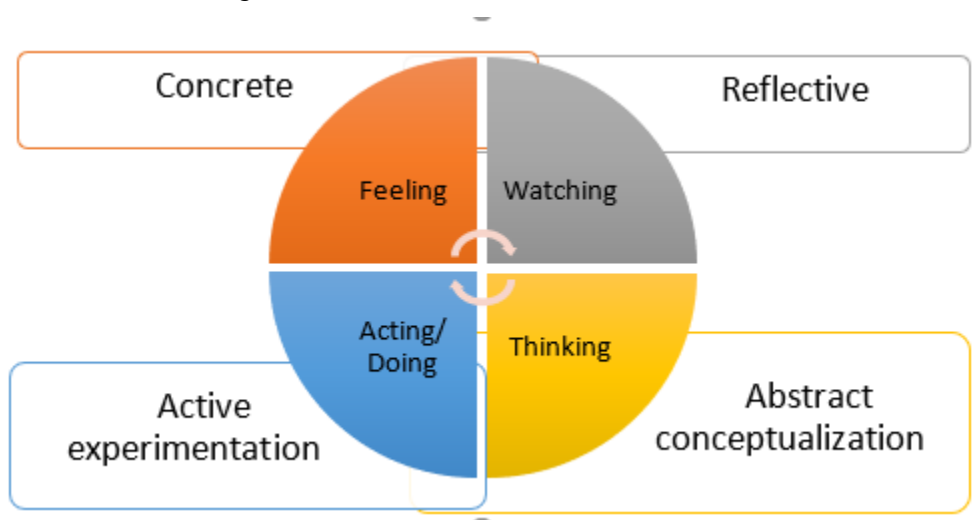 Concrete
Reflective
Feeling
Watching
Acting/
Doing
Thinking
Active
experimentation
Abstract
conceptualization